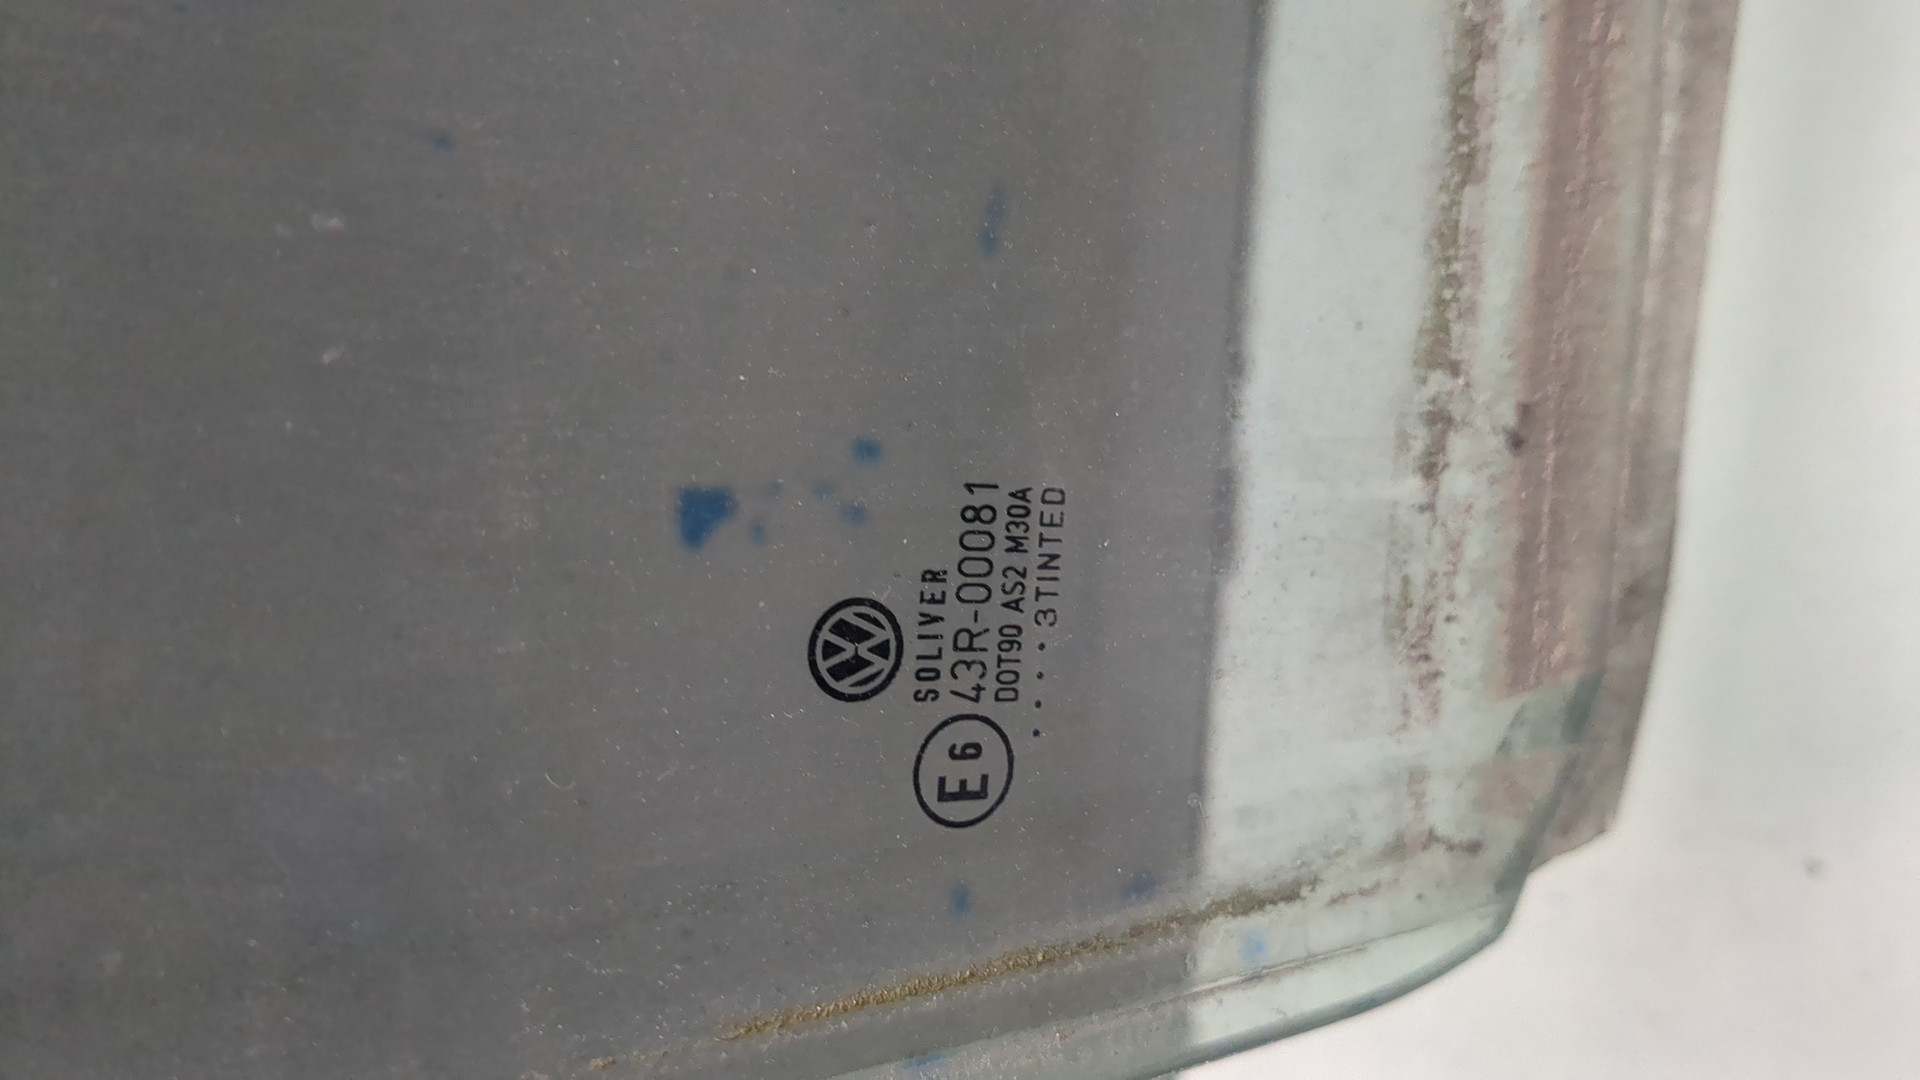 SOLIVER
E6 43R-00081
DOT90 AS2 M30A
....3TINTED